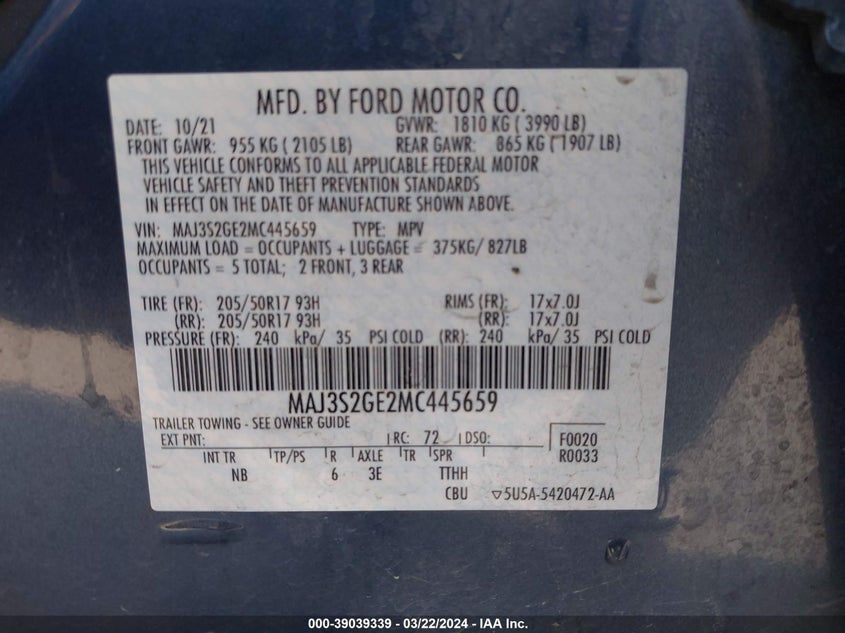 MFD. BY FORD MOTOR CO.
DATE: 10/21 GVWR: 1810 KG ( 3990 LB)
FRONT GAWR: 955 KG ( 2105 LB) REAR GAWR: 865 KG ( 1907 LB)
THIS VEHICLE CONFORMS TO ALL APPLICABLE FEDERAL MOTOR
VEHICLE SAFETY AND THEFT PREVENTION STANDARDS
IN EFFECT ON THE DATE OF MANUFACTURE SHOWN ABOVE.
VIN: MAJ3S2GE2MC445659 TYPE: MPV
MAXIMUM LOAD = OCCUPANTS + LUGGAGE = 375KG/ 827LB
OCCUPANTS = 5 TOTAL; 2 FRONT, 3 REAR
TIRE (FR): 205/50R17 93H RIMS (FR): 17x7.0J
(RR): 205/50R17 93H (RR): 17x7.0J
PRESSURE (FR): 240 kPa/ 35 PSI COLD (RR): 240 kPa/ 35 PSI COLD
MAJ3S2GE2MC445659
TRAILER TOWING - SEE OWNER GUIDE
EXT PNT: RC: 72 DSO: F0020
INT TR TP/PS R AXLE TR SPR R0033
NB 6 3E TTHH
CBU 5U5A-5420472-AA
000-39039339 - 03/22/2024 - IAA Inc.